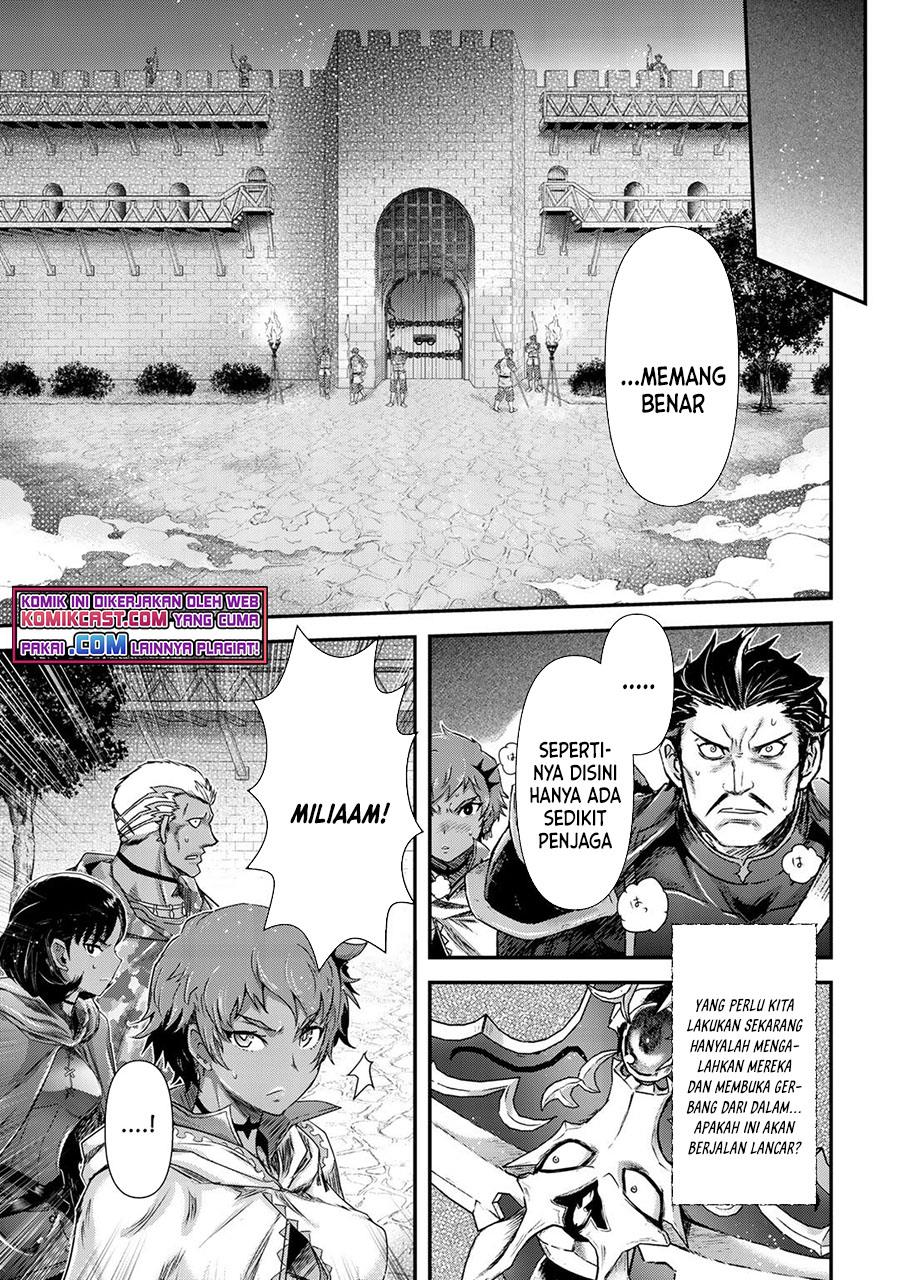 ...MEMANG
BENAR
.....
SEPERTI-
NYA DISINI
HANYA ADA
SEDIKIT
PENJAGA
YANG PERLU KITA
LAKUKAN SEKARANG
HANYALAH MENGA-
LAHKAN MEREKA
DAN MEMBUKA GER-
BANG DARI DALAM...
APAKAH INI AKAN
BERJALAN LANCAR?
MILIAAM!
....!
KOMIK INI DIKERJAKAN OLEH WEB
KOMIKCAST.COM YANG CUMA
PAKAI .COM LAINNYA PLAGIAT!